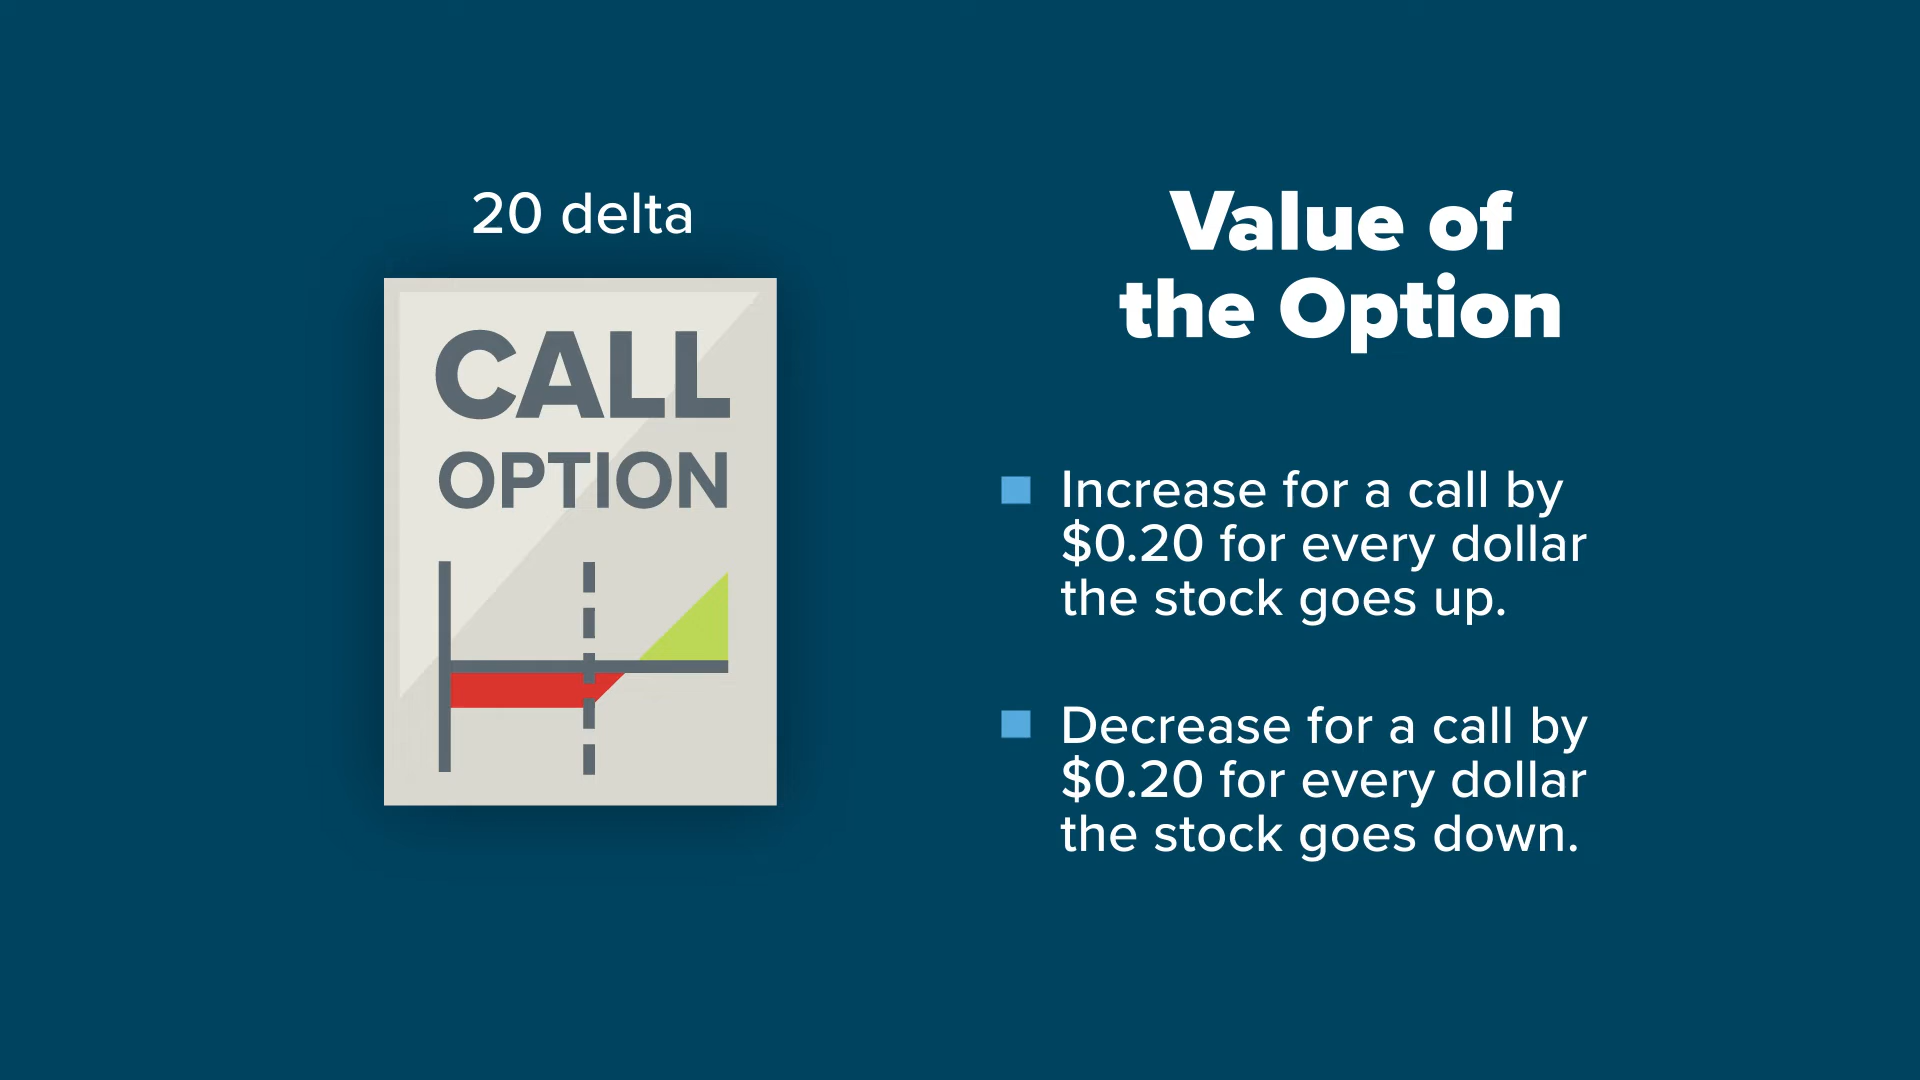 20 delta
CALL
OPTION
Value of
the Option
Increase for a call by
$0.20 for every dollar
the stock goes up.
Decrease for a call by
$0.20 for every dollar
the stock goes down.